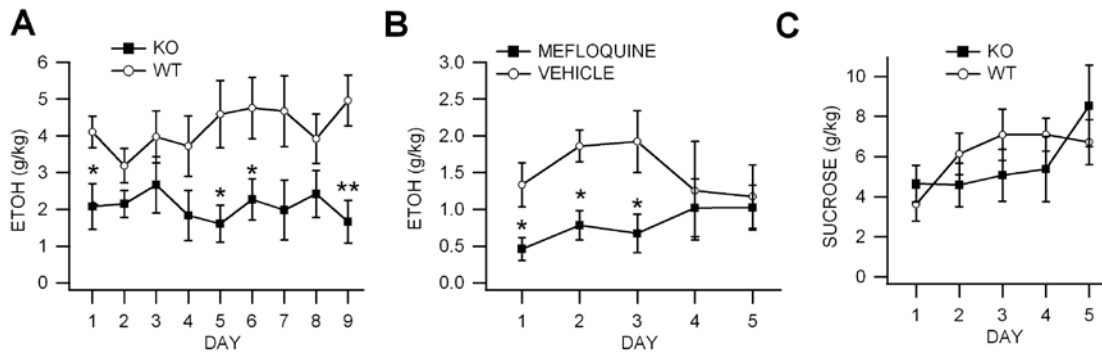 A
KO
WT
ETOH (g/kg)
6
5
4
3
2
1
0
*
*
*
**
1 2 3 4 5 6 7 8 9
DAY
B
MEFLOQUINE
VEHICLE
ETOH (g/kg)
3.0
2.5
2.0
1.5
1.0
0.5
0.0
*
*
*
1 2 3 4 5
DAY
C
KO
WT
SUCROSE (g/kg)
10
8
6
4
2
0
1 2 3 4 5
DAY